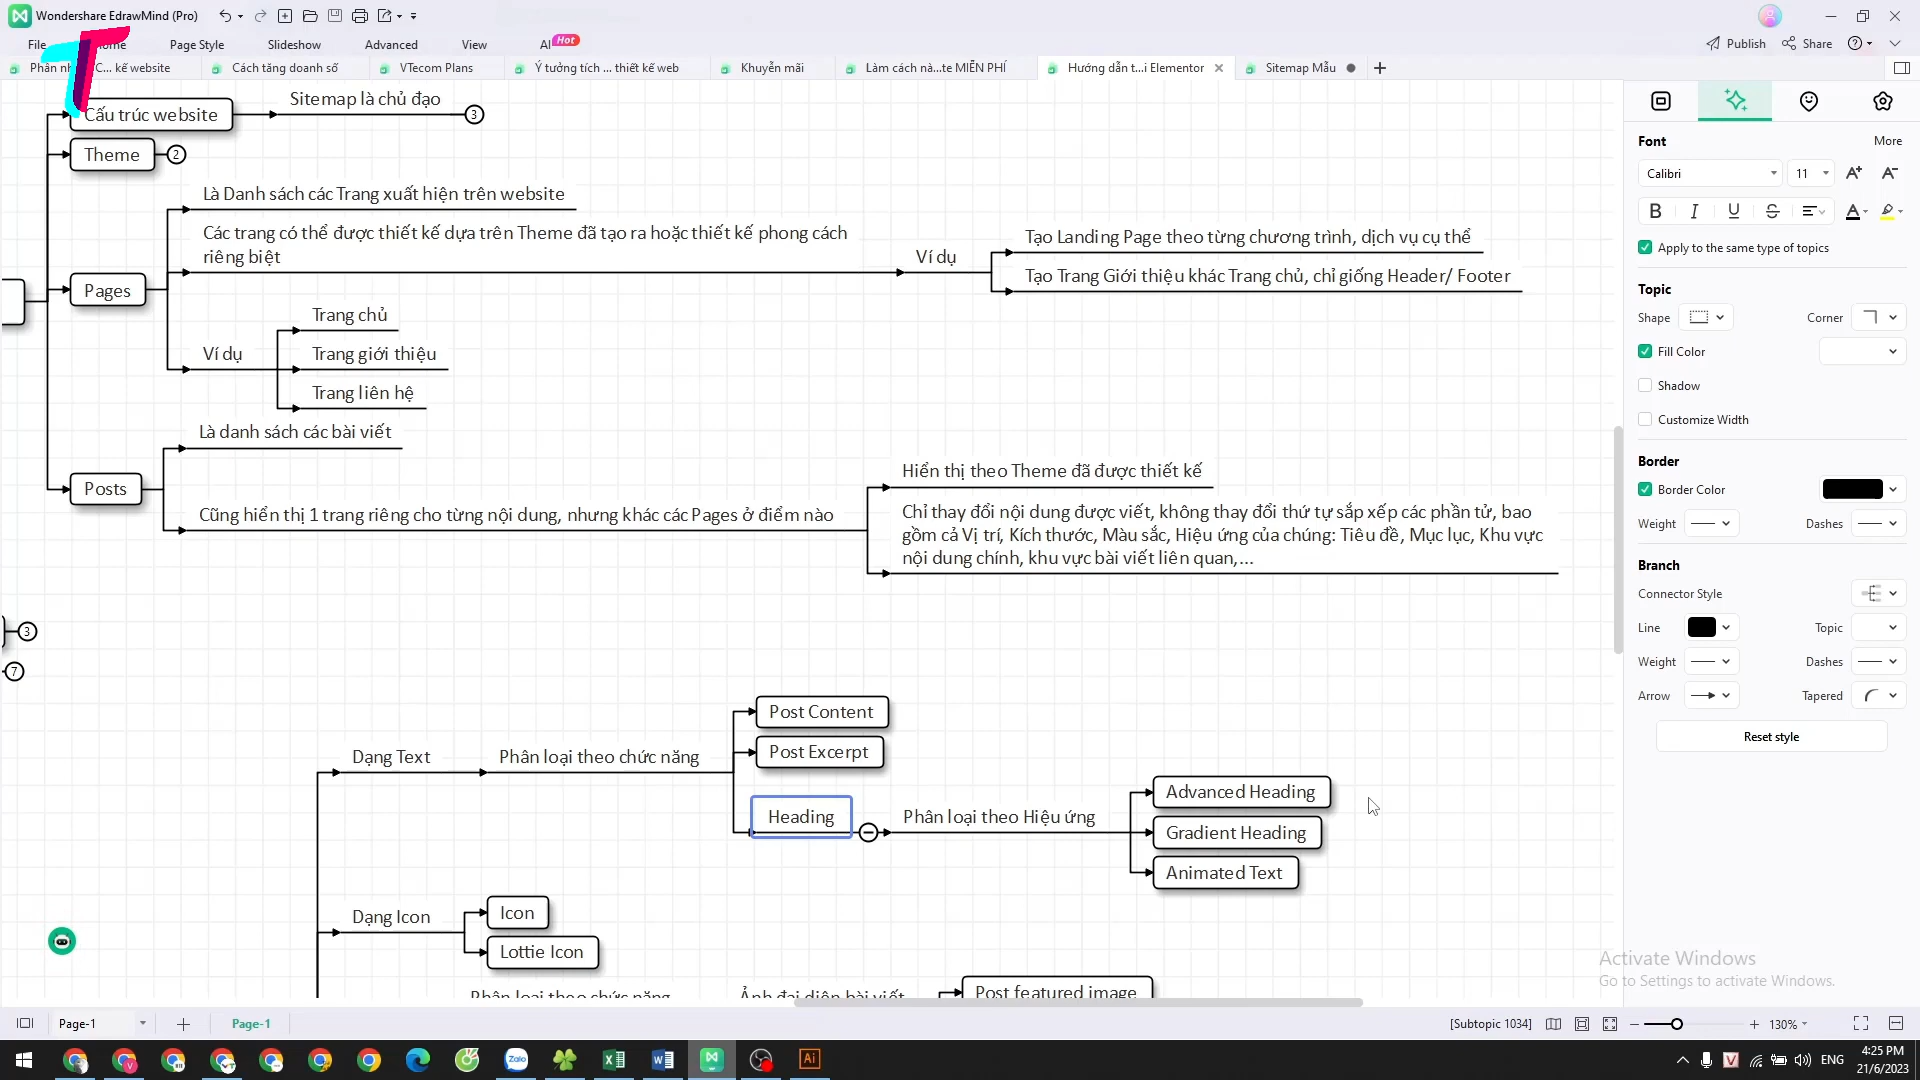 Wondershare EdrawMind (Pro)
File
Page Style
Slideshow
Advanced
View
AI
Hot
Publish
Share
C... kế website
Cách tăng doanh số
VTecom Plans
Ý tưởng tích ... thiết kế web
Khuyễn mãi
Làm cách nà...te MIỄN PHÍ
Hướng dẫn t...i Elementor
Sitemap Mẫu
Cấu trúc website
Sitemap là chủ đạo
3
Theme
2
Là Danh sách các Trang xuất hiện trên website
Các trang có thể được thiết kế dựa trên Theme đã tạo ra hoặc thiết kế phong cách
riêng biệt
Ví dụ
Tạo Landing Page theo từng chương trình, dịch vụ cụ thể
Tạo Trang Giới thiệu khác Trang chủ, chỉ giống Header/ Footer
Pages
Trang chủ
Ví dụ
Trang giới thiệu
Trang liên hệ
Là danh sách các bài viết
Posts
Cũng hiển thị 1 trang riêng cho từng nội dung, nhưng khác các Pages ở điểm nào
Hiển thị theo Theme đã được thiết kế
Chỉ thay đổi nội dung được viết, không thay đổi thứ tự sắp xếp các phần tử, bao
gồm cả Vị trí, Kích thước, Màu sắc, Hiệu ứng của chúng: Tiêu đề, Mục lục, Khu vực
nội dung chính, khu vực bài viết liên quan,...
3
7
Post Content
Dạng Text
Phân loại theo chức năng
Post Excerpt
Heading
Phân loại theo Hiệu ứng
Advanced Heading
Gradient Heading
Animated Text
Dạng Icon
Icon
Lottie Icon
Phân loại theo chức năng
Ảnh đại diện bài viết
Post featured image
Font
More
Calibri
11
A+
A-
B I U S A
Apply to the same type of topics
Topic
Shape
Corner
Fill Color
Shadow
Customize Width
Border
Border Color
Weight
Dashes
Branch
Connector Style
Line
Topic
Weight
Dashes
Arrow
Tapered
Reset style
Activate Windows
Go to Settings to activate Windows.
Page-1
Page-1
[Subtopic 1034]
130%
Zalo
Ai
V
ENG
4:25 PM
21/6/2023